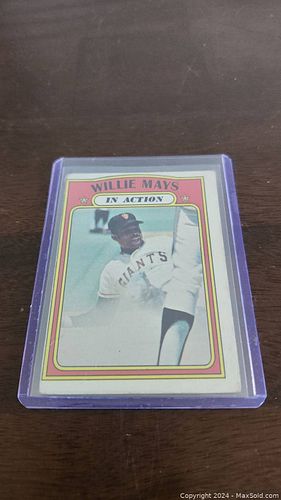 WILLIE MAYS
IN ACTION
GIANTS
Copyright 2024 - MaxSold.com